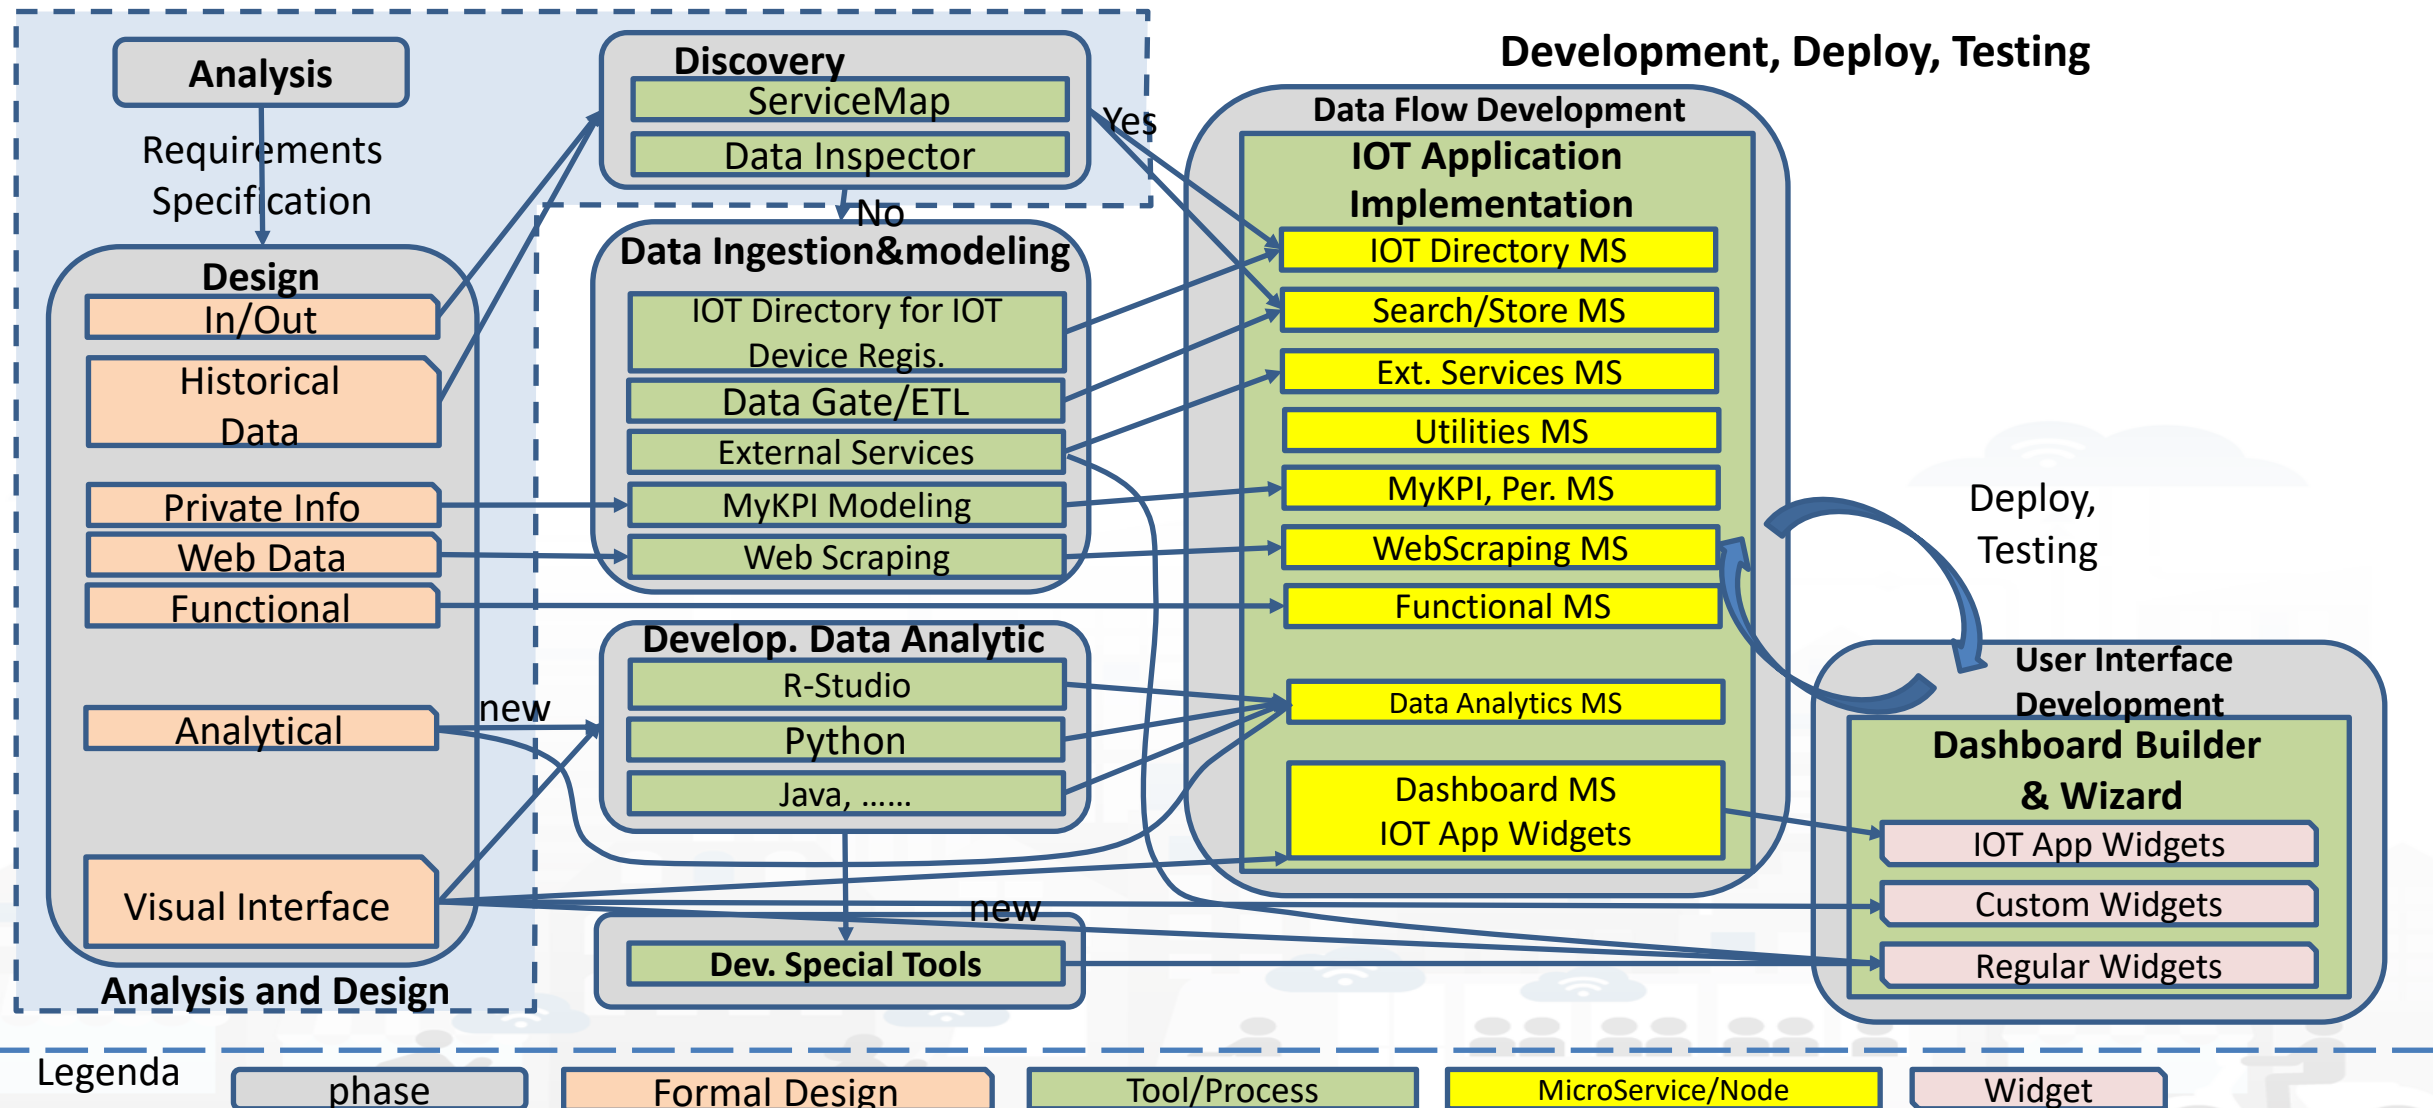 Analysis
Requirements
Specification
Design
In/Out
Historical
Data
Private Info
Web Data
Functional
Analytical
Visual Interface
Analysis and Design
Discovery
ServiceMap
Data Inspector
Yes
No
Data Ingestion&modeling
IOT Directory for IOT
Device Regis.
Data Gate/ETL
External Services
MyKPI Modeling
Web Scraping
new
Develop. Data Analytic
R-Studio
Python
Java, ......
new
Dev. Special Tools
Development, Deploy, Testing
Data Flow Development
IOT Application
Implementation
IOT Directory MS
Search/Store MS
Ext. Services MS
Utilities MS
MyKPI, Per. MS
WebScraping MS
Functional MS
Data Analytics MS
Dashboard MS
IOT App Widgets
Deploy,
Testing
User Interface
Development
Dashboard Builder
& Wizard
IOT App Widgets
Custom Widgets
Regular Widgets
Legenda
phase
Formal Design
Tool/Process
MicroService/Node
Widget